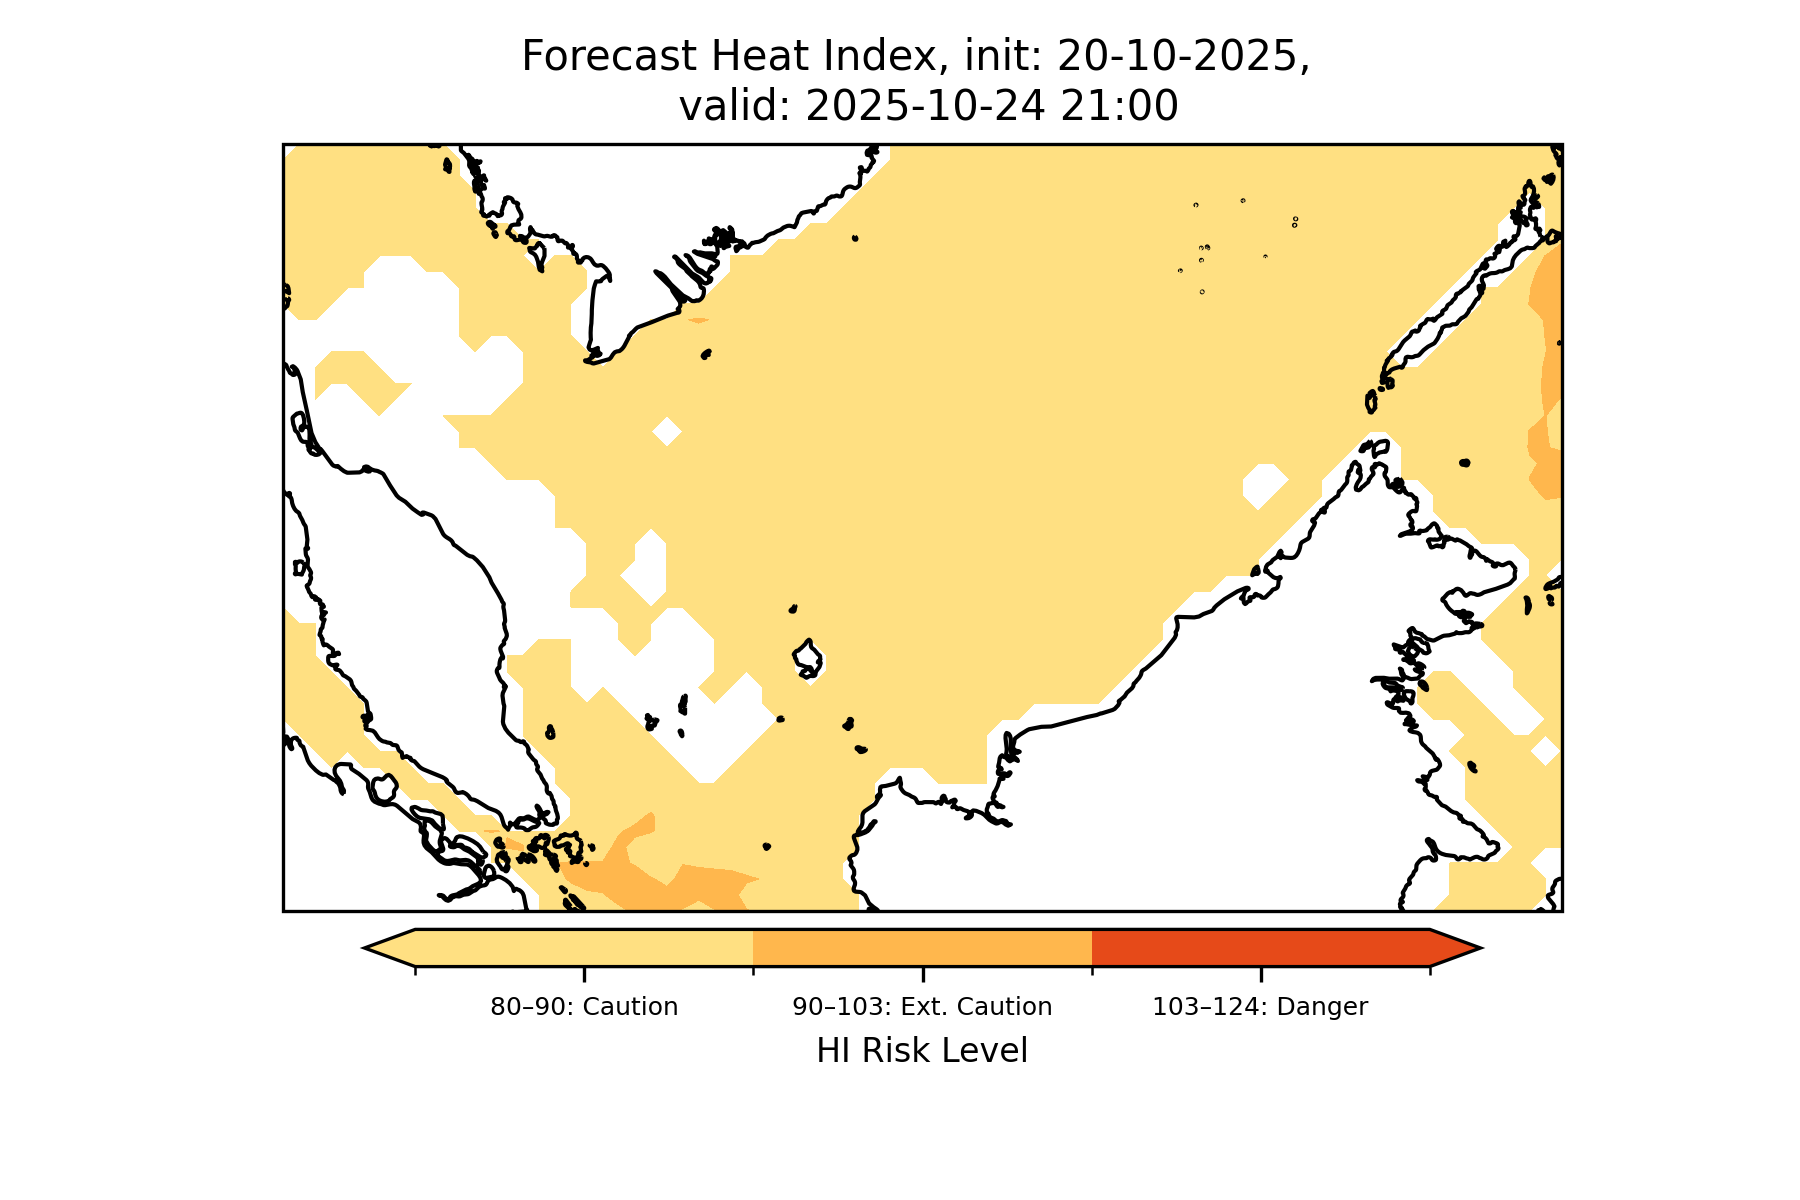 Forecast Heat Index, init: 20-10-2025,
valid: 2025-10-24 21:00
80–90: Caution
90–103: Ext. Caution
103–124: Danger
HI Risk Level